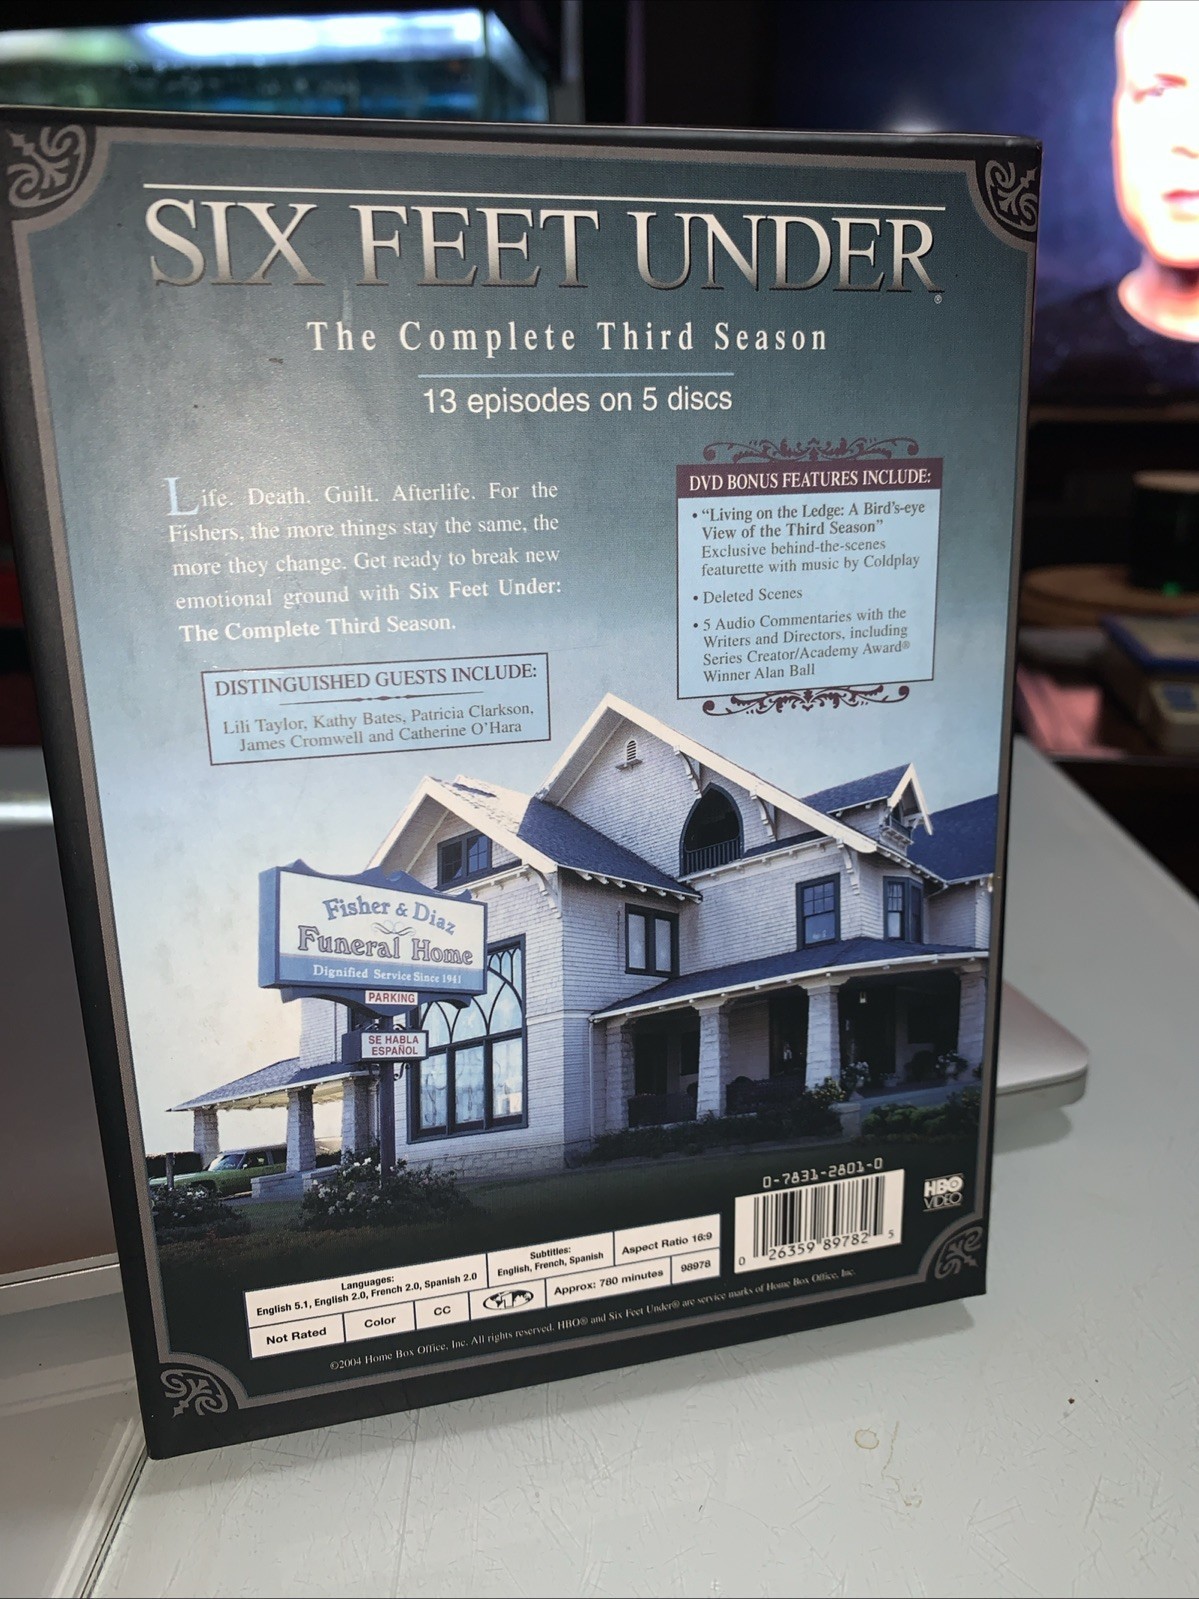 SIX FEET UNDER®
The Complete Third Season
13 episodes on 5 discs
Life. Death. Guilt. Afterlife. For the
Fishers, the more things stay the same, the
more they change. Get ready to break new
emotional ground with Six Feet Under:
The Complete Third Season.
DISTINGUISHED GUESTS INCLUDE:
Lili Taylor, Kathy Bates, Patricia Clarkson,
James Cromwell and Catherine O'Hara
DVD BONUS FEATURES INCLUDE:
• "Living on the Ledge: A Bird's-eye
View of the Third Season"
Exclusive behind-the-scenes
featurette with music by Coldplay
• Deleted Scenes
• 5 Audio Commentaries with the
Writers and Directors, including
Series Creator/Academy Award®
Winner Alan Ball
Fisher & Diaz
Funeral Home
Dignified Service Since 1941
PARKING
SE HABLA
ESPAÑOL
0-7831-2801-0
0 26359 89782 5
HBO
VIDEO
Languages:
English 5.1, English 2.0, French 2.0, Spanish 2.0
Subtitles:
English, French, Spanish
Aspect Ratio 16:9
Not Rated
Color
CC
Approx: 780 minutes
98978
©2004 Home Box Office, Inc. All rights reserved. HBO® and Six Feet Under® are service marks of Home Box Office, Inc.